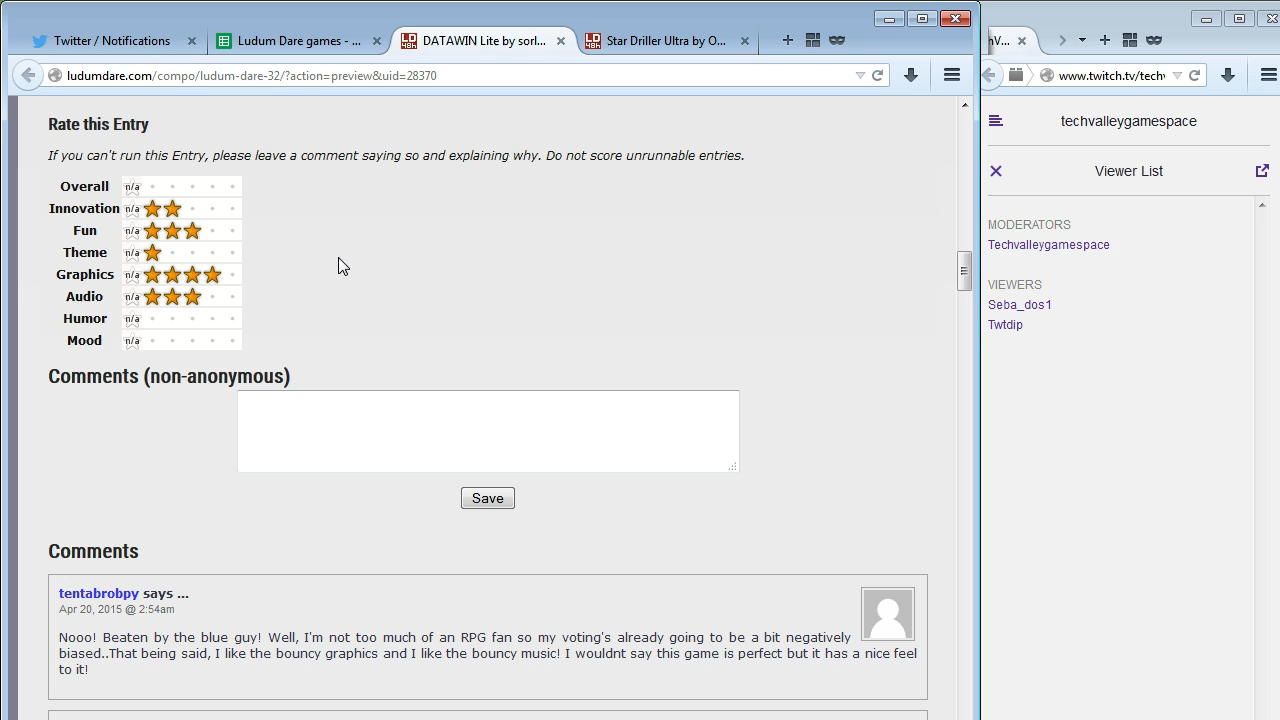 Twitter / Notifications
Ludum Dare games - ...
DATAWIN Lite by sorl...
Star Driller Ultra by O...
ludumdare.com/compo/ludum-dare-32/?action=preview&uid=28370
www.twitch.tv/techv
Rate this Entry
If you can't run this Entry, please leave a comment saying so and explaining why. Do not score unrunnable entries.
Overall n/a
Innovation n/a
Fun n/a
Theme n/a
Graphics n/a
Audio n/a
Humor n/a
Mood n/a
Comments (non-anonymous)
Save
Comments
tentabrobpy says ...
Apr 20, 2015 @ 2:54am
Nooo! Beaten by the blue guy! Well, I'm not too much of an RPG fan so my voting's already going to be a bit negatively
biased..That being said, I like the bouncy graphics and I like the bouncy music! I wouldnt say this game is perfect but it has a nice feel
to it!
techvalleygamespace
Viewer List
MODERATORS
Techvalleygamespace
VIEWERS
Seba_dos1
Twtdip